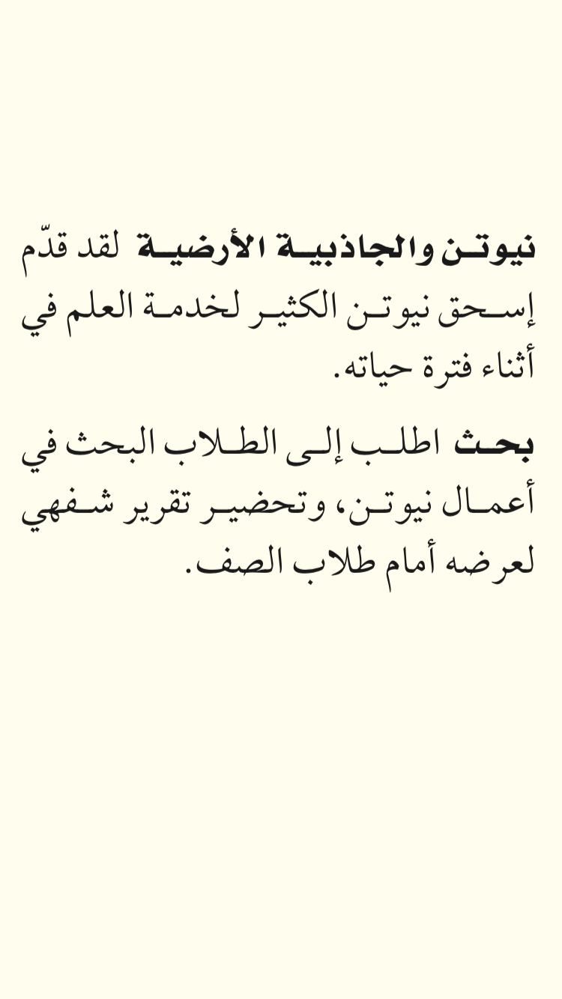 نيوتن والجاذبية الأرضية لقد قدّم
إسحق نيوتن الكثير لخدمة العلم في
أثناء فترة حياته.
بحث اطلب إلى الطلاب البحث في
أعمال نيوتن، وتحضير تقرير شفهي
لعرضه أمام طلاب الصف.